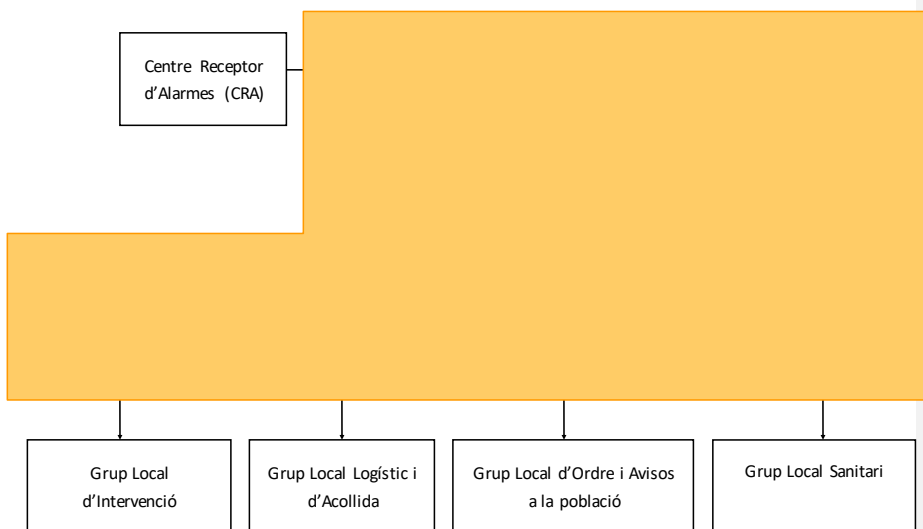 Centre Receptor
d'Alarmes (CRA)
Grup Local
d'Intervenció
Grup Local Logístic i
d'Acollida
Grup Local d'Ordre i Avisos
a la població
Grup Local Sanitari